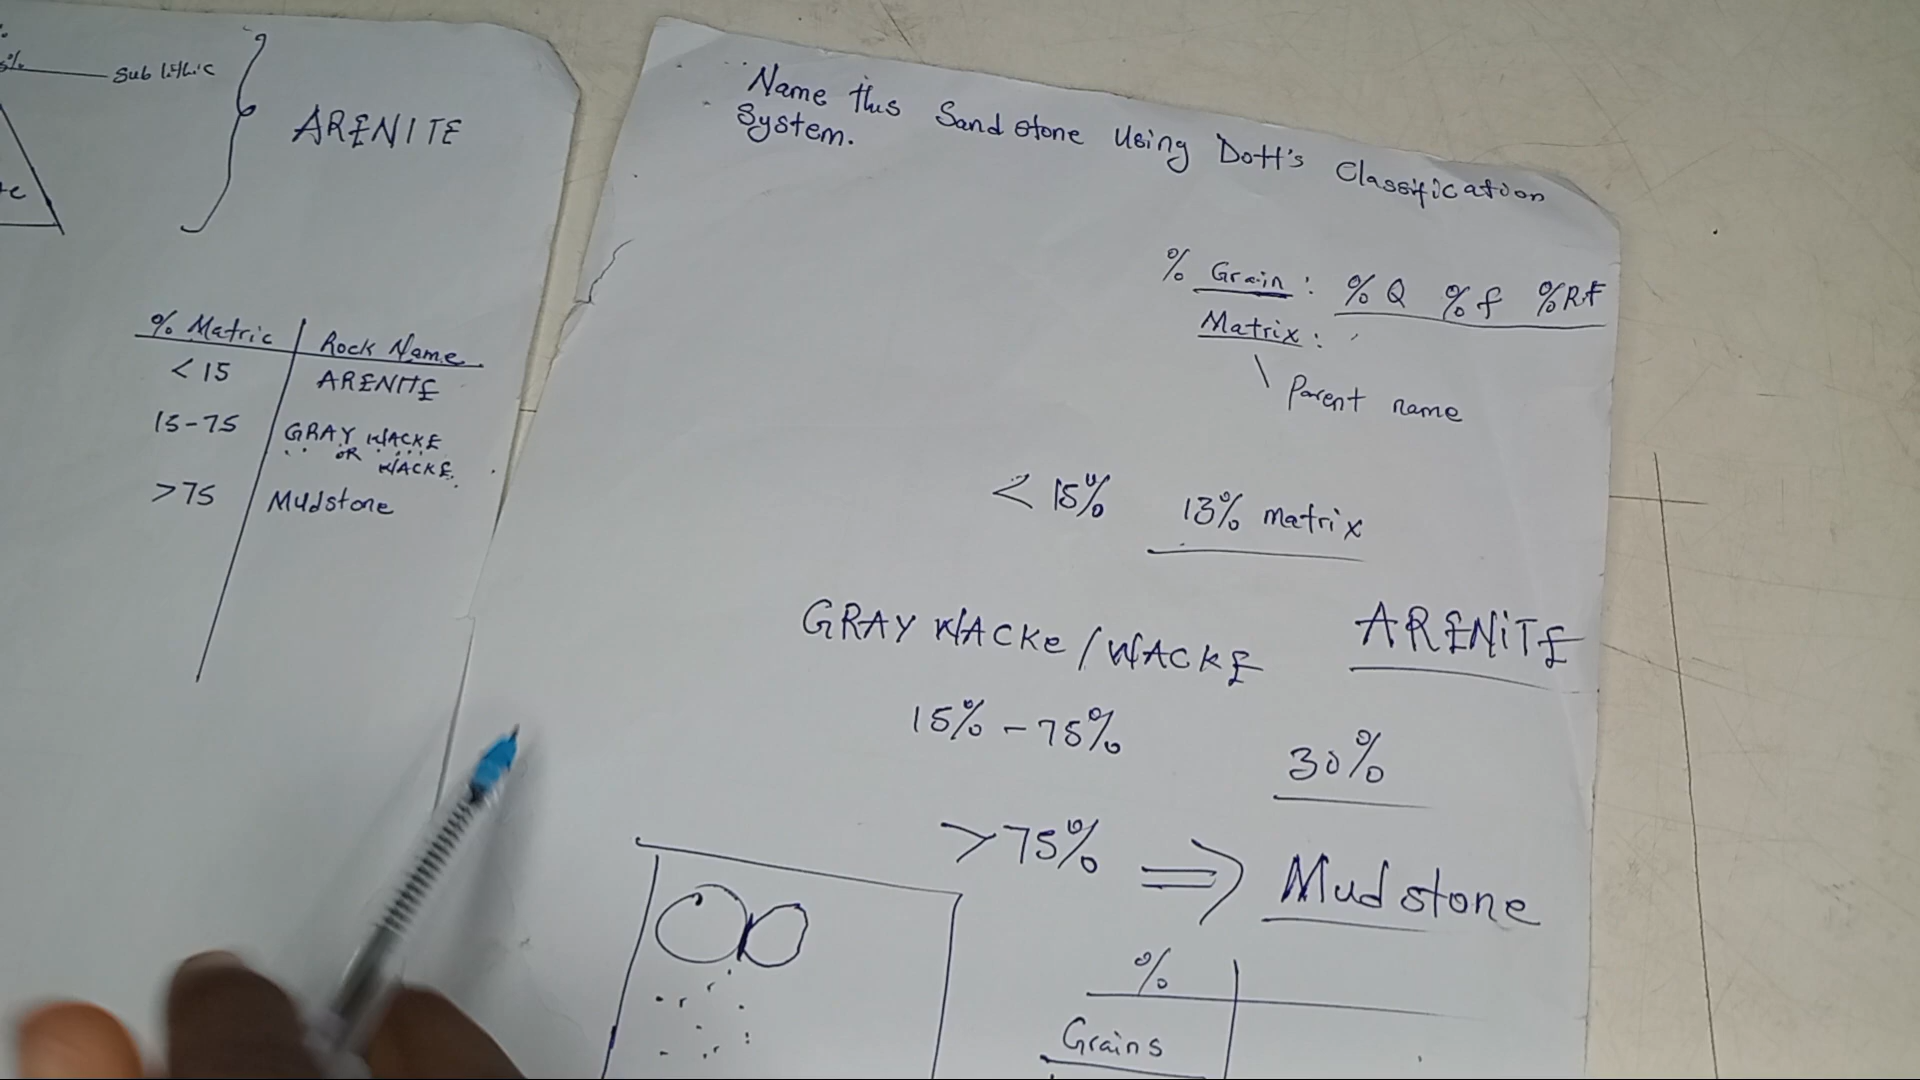 Sub lithic
ARENITE
% Matric Rock Name
< 15 ARENITE
15-75 GRAY WACKE
OR WACKE
>75 Mudstone
Name this Sandstone Using Dott's Classification
System.
% Grain: % Q % f % R.F
Matrix:
Parent name
< 15% 13% matrix
GRAY WACKe / WACKE ARENiTE
15% - 75% 30%
> 75% ⇒ Mudstone
%
Grains